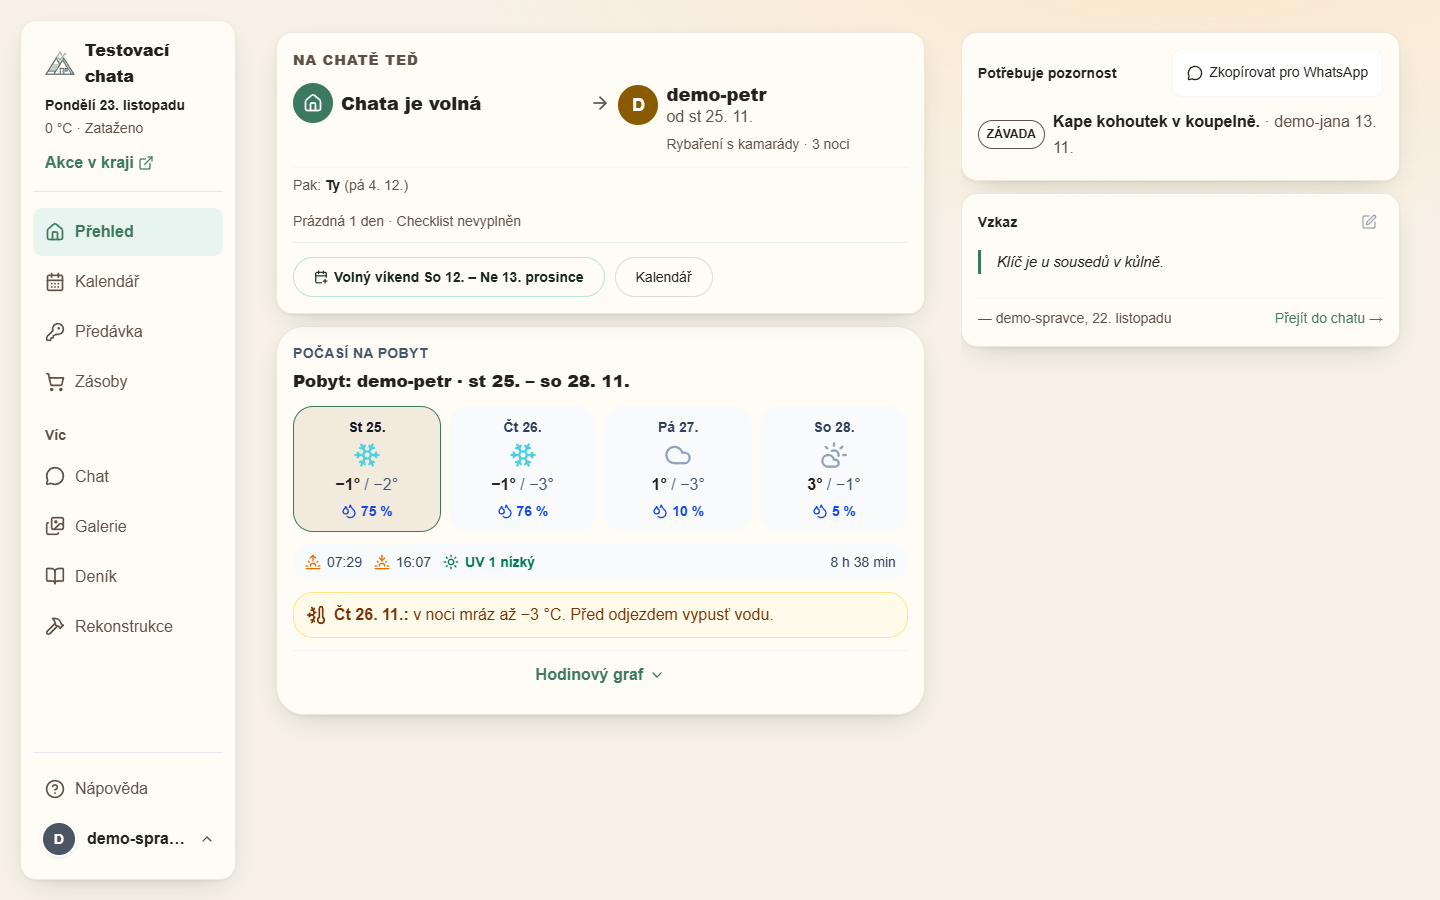 Testovací
chata
Pondělí 23. listopadu
0 °C · Zataženo
Akce v kraji
Přehled
Kalendář
Předávka
Zásoby
Víc
Chat
Galerie
Deník
Rekonstrukce
Nápověda
D demo-spra...
NA CHATĚ TEĎ
Chata je volná
D demo-petr
od st 25. 11.
Rybaření s kamarády · 3 noci
Pak: Ty (pá 4. 12.)
Prázdná 1 den · Checklist nevyplněn
Volný víkend So 12. – Ne 13. prosince Kalendář
POČASÍ NA POBYT
Pobyt: demo-petr · st 25. – so 28. 11.
St 25. Čt 26. Pá 27. So 28.
−1° / −2° −1° / −3° 1° / −3° 3° / −1°
75 % 76 % 10 % 5 %
07:29 16:07 UV 1 nízký 8 h 38 min
Čt 26. 11.: v noci mráz až −3 °C. Před odjezdem vypusť vodu.
Hodinový graf
Potřebuje pozornost Zkopírovat pro WhatsApp
ZÁVADA Kape kohoutek v koupelně. · demo-jana 13.
11.
Vzkaz
Klíč je u sousedů v kůlně.
— demo-spravce, 22. listopadu Přejít do chatu →